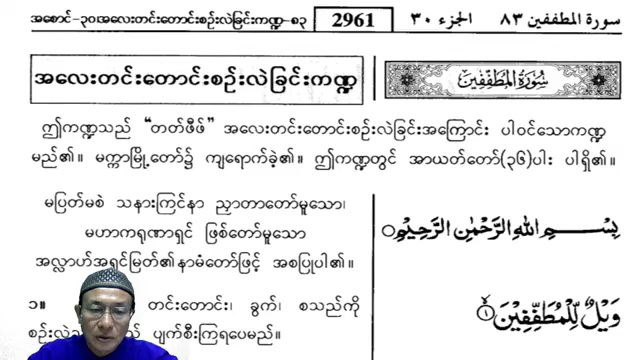 အစောင်-၃၀အလေးတင်းတောင်းစဉ်းလဲခြင်းကဏ္ဍ-၈၃ 2961 الجزء ٣٠ سورة المطففين ٨٣
အလေးတင်းတောင်းစဉ်းလဲခြင်းကဏ္ဍ
سُورَةُ الْمُطَفِّفِينَ
ဤကဏ္ဍသည် “တတ်ဖီဖ်” အလေးတင်းတောင်းစဉ်းလဲခြင်းအကြောင်း ပါဝင်သောကဏ္ဍ
မည်၏။ မက္ကာမြို့တော်၌ ကျရောက်ခဲ့၏။ ဤကဏ္ဍတွင် အာယတ်တော်(၃၆)ပါး ပါရှိ၏။
မပြတ်မစဲ သနားကြင်နာ ညှာတာတော်မူသော၊
မဟာကရုဏာရှင် ဖြစ်တော်မူသော
အလ္လာဟ်အရှင်မြတ်၏နာမံတော်ဖြင့် အစပြုပါ၏။
بِسْمِ اللهِ الرَّحْمٰنِ الرَّحِيْمِ
၁။ တင်းတောင်း၊ ခွက်၊ စသည်ကို
စဉ်းလဲ ပျက်စီးကြရပေမည်။
وَيْلٌ لِّلْمُطَفِّفِيْنَ ١